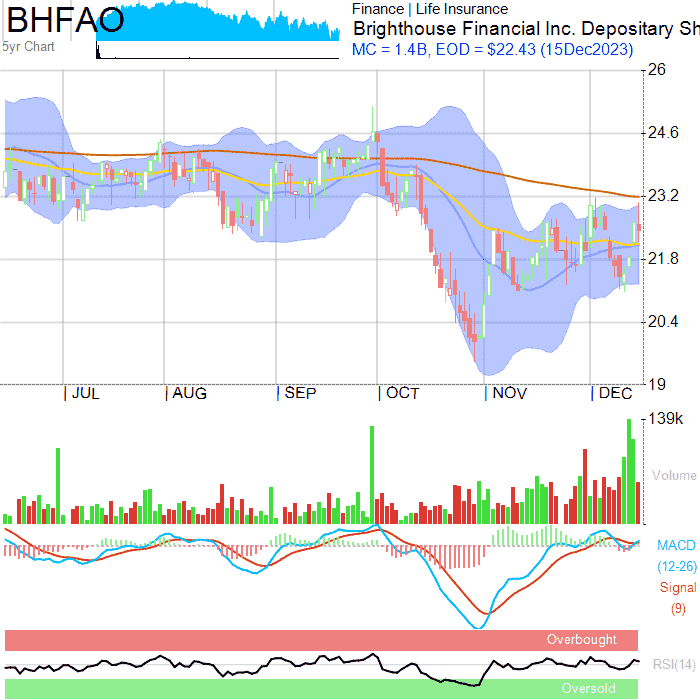 BHFAO
5yr Chart
Finance | Life Insurance
Brighthouse Financial Inc. Depositary Sh
MC = 1.4B, EOD = $22.43 (15Dec2023)
26
24.6
23.2
21.8
20.4
19
| JUL | AUG | SEP | OCT | NOV | DEC
139k
Volume
MACD
(12-26)
Signal
(9)
Overbought
RSI(14)
Oversold